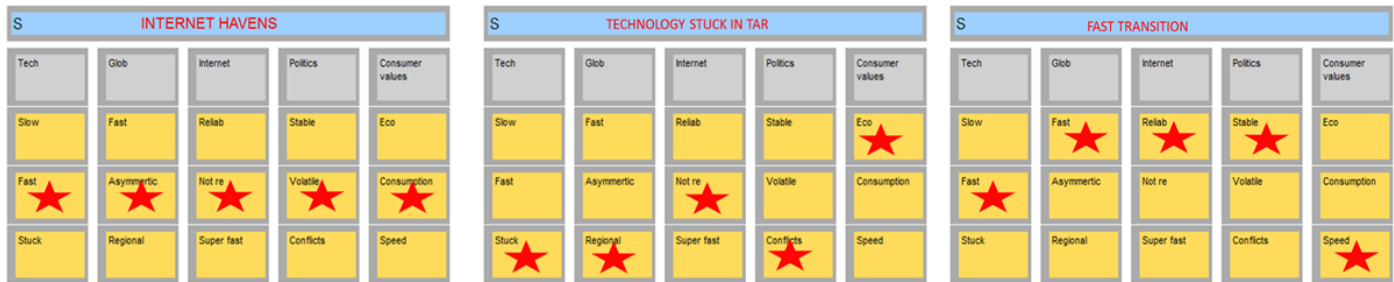 S INTERNET HAVENS
Tech Glob Internet Politics Consumer
values
Slow Fast Reliab Stable Eco
Fast Asymmertic Not re Volatile Consumption
Stuck Regional Super fast Conflicts Speed
S TECHNOLOGY STUCK IN TAR
Tech Glob Internet Politics Consumer
values
Slow Fast Reliab Stable Eco
Fast Asymmertic Not re Volatile Consumption
Stuck Regional Super fast Conflicts Speed
S FAST TRANSITION
Tech Glob Internet Politics Consumer
values
Slow Fast Reliab Stable Eco
Fast Asymmertic Not re Volatile Consumption
Stuck Regional Super fast Conflicts Speed